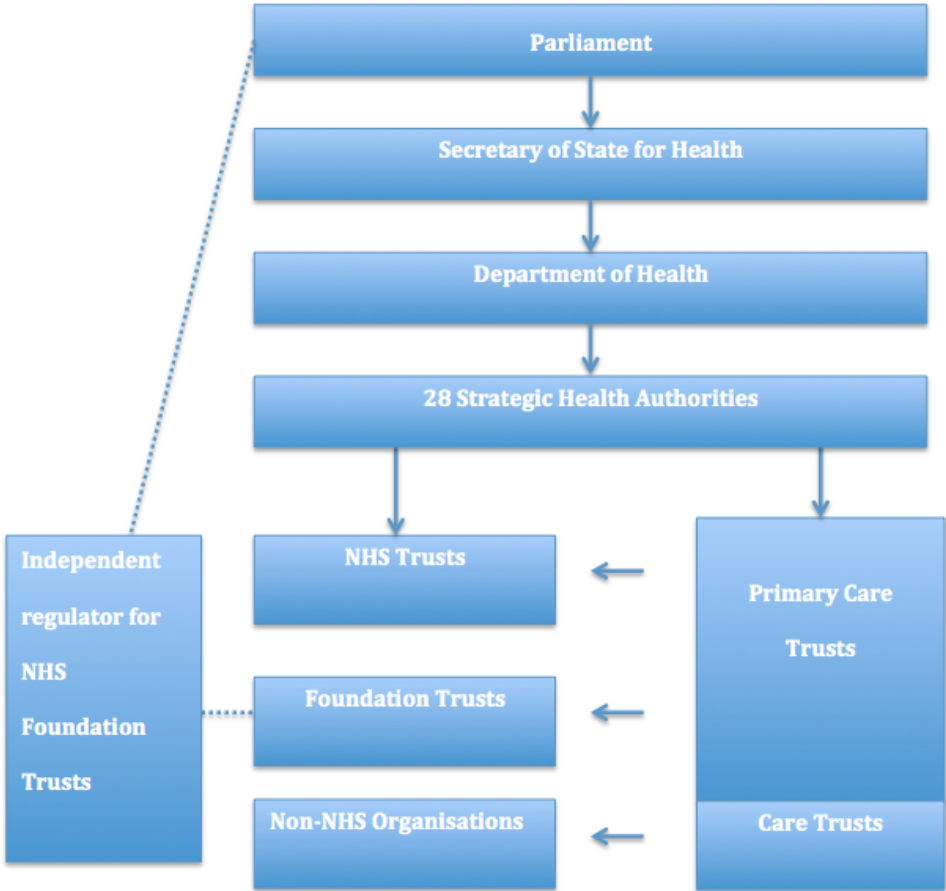 Parliament
Secretary of State for Health
Department of Health
28 Strategic Health Authorities
Independent
regulator for
NHS
Foundation
Trusts
NHS Trusts
Foundation Trusts
Non-NHS Organisations
Primary Care
Trusts
Care Trusts